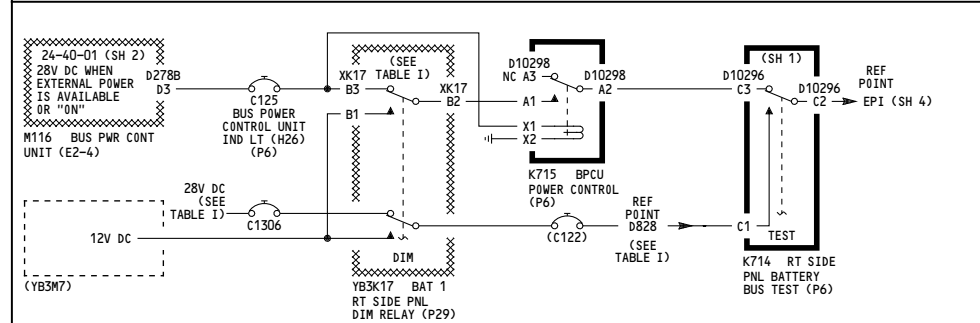 24-40-01 (SH 2)
28V DC WHEN
EXTERNAL POWER
IS AVAILABLE
OR "ON"
D278B
D3
M116 BUS PWR CONT
UNIT (E2-4)
C125
BUS POWER
CONTROL UNIT
IND LT (H26)
(P6)
(SEE
TABLE I)
XK17
B3
B1
XK17
B2
28V DC
(SEE
TABLE I)
C1306
12V DC
(YB3M7)
DIM
YB3K17 BAT 1
RT SIDE PNL
DIM RELAY (P29)
D10298
NC A3
D10298
A1
A2
X1
X2
K715 BPCU
POWER CONTROL
(P6)
(C122)
REF
POINT
D828
(SEE
TABLE I)
(SH 1)
D10296
C3
D10296
C2
REF
POINT
EPI (SH 4)
C1
TEST
K714 RT SIDE
PNL BATTERY
BUS TEST (P6)